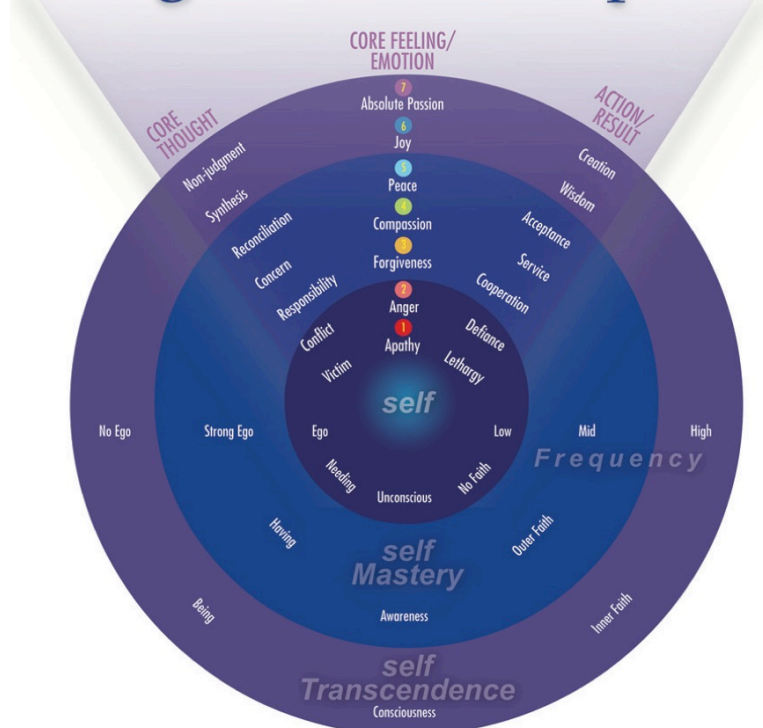 CORE FEELING/
EMOTION
CORE
THOUGHT
ACTION/
RESULT
7
Absolute Passion
6
Joy
Non-judgment
Creation
Synthesis
Wisdom
5
Peace
4
Compassion
3
Forgiveness
Reconciliation
Acceptance
Concern
Service
Responsibility
Cooperation
2
Anger
1
Apathy
Conflict
Defiance
Victim
Lethargy
self
No Ego
Strong Ego
Ego
Low
Mid
High
Frequency
Needing
Unconscious
No Faith
Having
Outer Faith
self
Mastery
Being
Awareness
Inner Faith
self
Transcendence
Consciousness